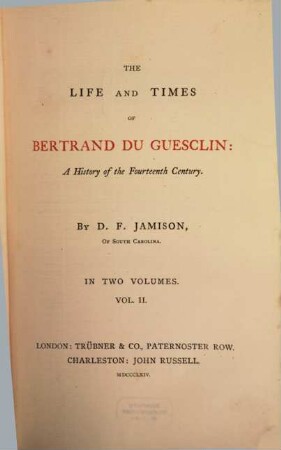 THE
LIFE AND TIMES
OF
BERTRAND DU GUESCLIN:
A History of the Fourteenth Century.
BY D. F. JAMISON,
OF SOUTH CAROLINA.
IN TWO VOLUMES.
VOL. II.
LONDON: TRÜBNER & CO., PATERNOSTER ROW.
CHARLESTON: JOHN RUSSELL.
MDCCCLXIV.